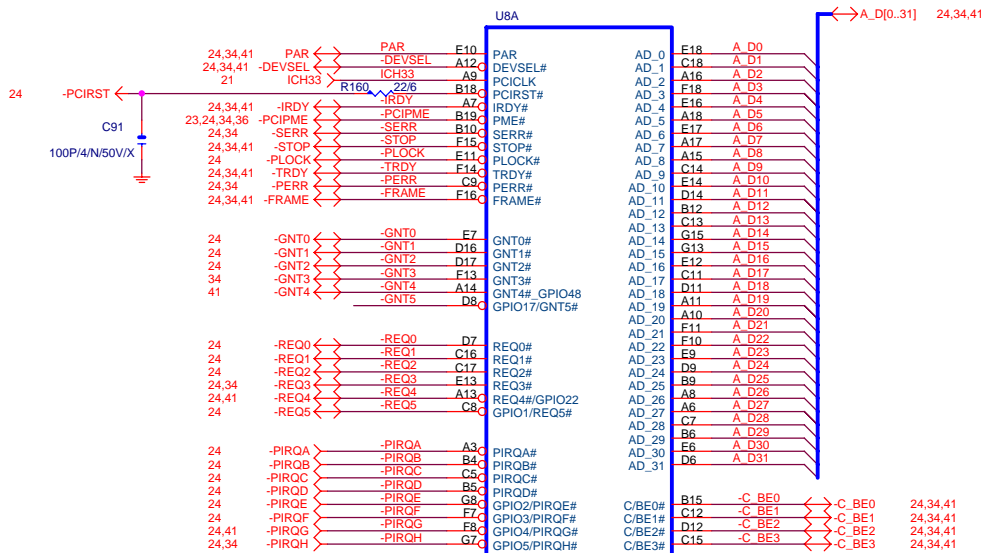 U8A
A_D[0..31] 24,34,41
24,34,41 PAR PAR E10 PAR AD_0 E18 A_D0
24,34,41 -DEVSEL -DEVSEL A12 DEVSEL# AD_1 C18 A_D1
21 ICH33 ICH33 A9 PCICLK AD_2 A16 A_D2
24 -PCIRST R160 22/6 B18 PCIRST# AD_3 F18 A_D3
24,34,41 -IRDY -IRDY A7 IRDY# AD_4 E16 A_D4
23,24,34,36 -PCIPME -PCIPME B19 PME# AD_5 A18 A_D5
24,34 -SERR -SERR B10 SERR# AD_6 E17 A_D6
24,34,41 -STOP -STOP F15 STOP# AD_7 A17 A_D7
24 -PLOCK -PLOCK E11 PLOCK# AD_8 A15 A_D8
24,34,41 -TRDY -TRDY F14 TRDY# AD_9 C14 A_D9
24,34 -PERR -PERR C9 PERR# AD_10 E14 A_D10
24,34,41 -FRAME -FRAME F16 FRAME# AD_11 D14 A_D11
C91
100P/4/N/50V/X
AD_12 B12 A_D12
AD_13 C13 A_D13
24 -GNT0 -GNT0 E7 GNT0# AD_14 G15 A_D14
24 -GNT1 -GNT1 D16 GNT1# AD_15 G13 A_D15
24 -GNT2 -GNT2 D17 GNT2# AD_16 E12 A_D16
34 -GNT3 -GNT3 F13 GNT3# AD_17 C11 A_D17
41 -GNT4 -GNT4 A14 GNT4#_GPIO48 AD_18 D11 A_D18
-GNT5 D8 GPIO17/GNT5# AD_19 A11 A_D19
AD_20 A10 A_D20
AD_21 F11 A_D21
24 -REQ0 -REQ0 D7 REQ0# AD_22 F10 A_D22
24 -REQ1 -REQ1 C16 REQ1# AD_23 E9 A_D23
24 -REQ2 -REQ2 C17 REQ2# AD_24 D9 A_D24
24,34 -REQ3 -REQ3 E13 REQ3# AD_25 B9 A_D25
24,41 -REQ4 -REQ4 A13 REQ4#/GPIO22 AD_26 A8 A_D26
24 -REQ5 -REQ5 C8 GPIO1/REQ5# AD_27 A6 A_D27
AD_28 C7 A_D28
AD_29 B6 A_D29
24 -PIRQA -PIRQA A3 PIRQA# AD_30 E6 A_D30
24 -PIRQB -PIRQB B4 PIRQB# AD_31 D6 A_D31
24 -PIRQC -PIRQC C5 PIRQC#
24 -PIRQD -PIRQD B5 PIRQD#
24 -PIRQE -PIRQE G8 GPIO2/PIRQE# C/BE0# B15 -C_BE0 -C_BE0 24,34,41
24 -PIRQF -PIRQF F7 GPIO3/PIRQF# C/BE1# C12 -C_BE1 -C_BE1 24,34,41
24,41 -PIRQG -PIRQG F8 GPIO4/PIRQG# C/BE2# D12 -C_BE2 -C_BE2 24,34,41
24,34 -PIRQH -PIRQH G7 GPIO5/PIRQH# C/BE3# C15 -C_BE3 -C_BE3 24,34,41